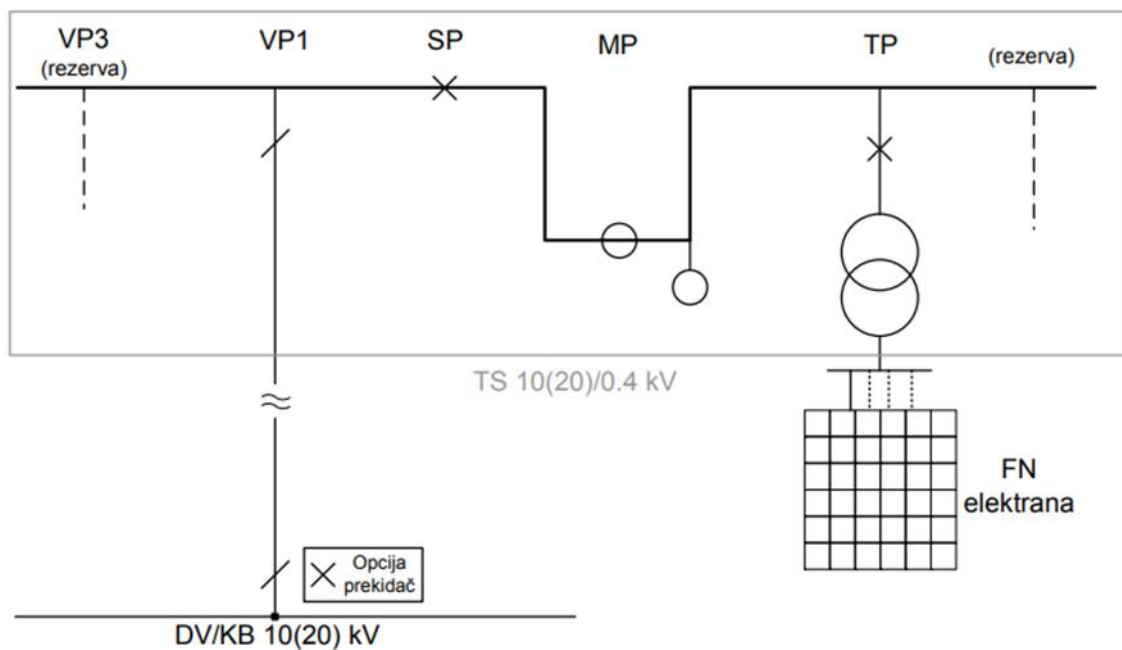 VP3
(rezerva)
VP1
SP
MP
TP
(rezerva)
TS 10(20)/0.4 kV
FN
elektrana
Opcija
prekidač
DV/KB 10(20) kV